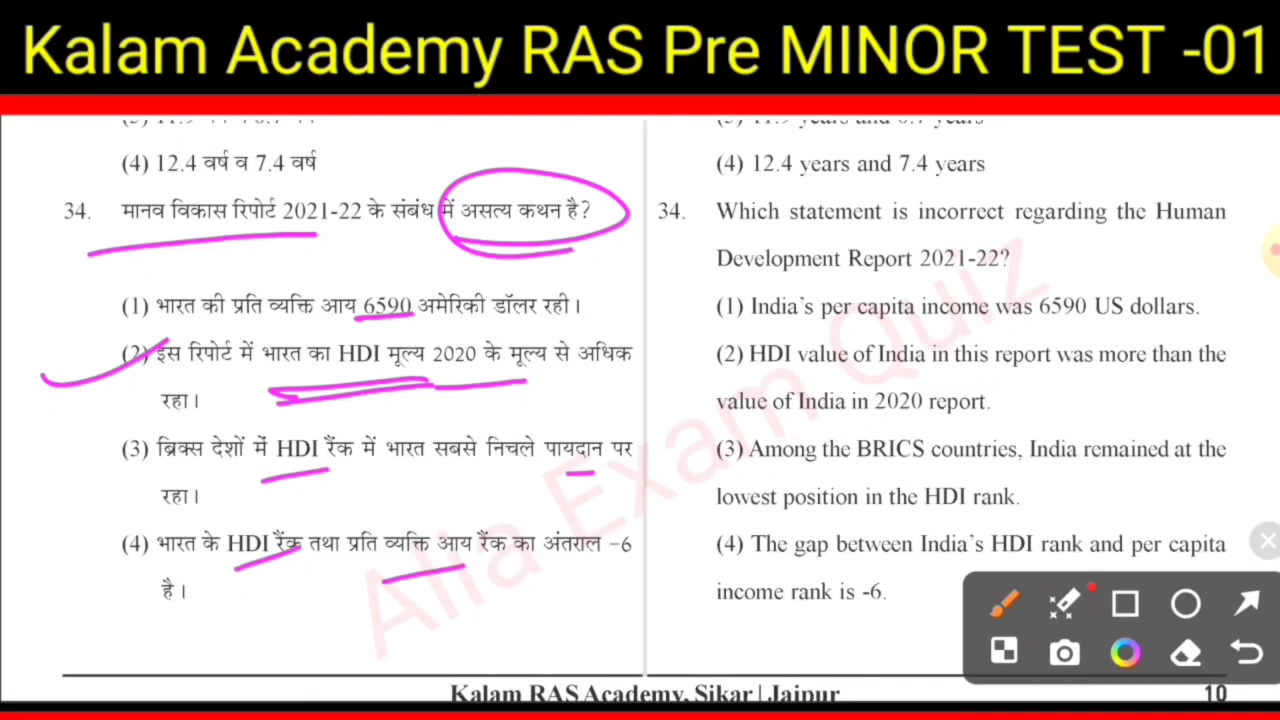 Kalam Academy RAS Pre MINOR TEST -01
(4) 12.4 वर्ष व 7.4 वर्ष
34. मानव विकास रिपोर्ट 2021-22 के संबंध में असत्य कथन है?
(1) भारत की प्रति व्यक्ति आय 6590 अमेरिकी डॉलर रही।
(2) इस रिपोर्ट में भारत का HDI मूल्य 2020 के मूल्य से अधिक
रहा।
(3) ब्रिक्स देशों में HDI रैंक में भारत सबसे निचले पायदान पर
रहा।
(4) भारत के HDI रैंक तथा प्रति व्यक्ति आय रैंक का अंतराल -6
है।
years and years
(4) 12.4 years and 7.4 years
34. Which statement is incorrect regarding the Human
Development Report 2021-22?
(1) India's per capita income was 6590 US dollars.
(2) HDI value of India in this report was more than the
value of India in 2020 report.
(3) Among the BRICS countries, India remained at the
lowest position in the HDI rank.
(4) The gap between India's HDI rank and per capita
income rank is -6.
Alia Exam Quiz
Kalam RAS Academy, Sikar | Jaipur 10